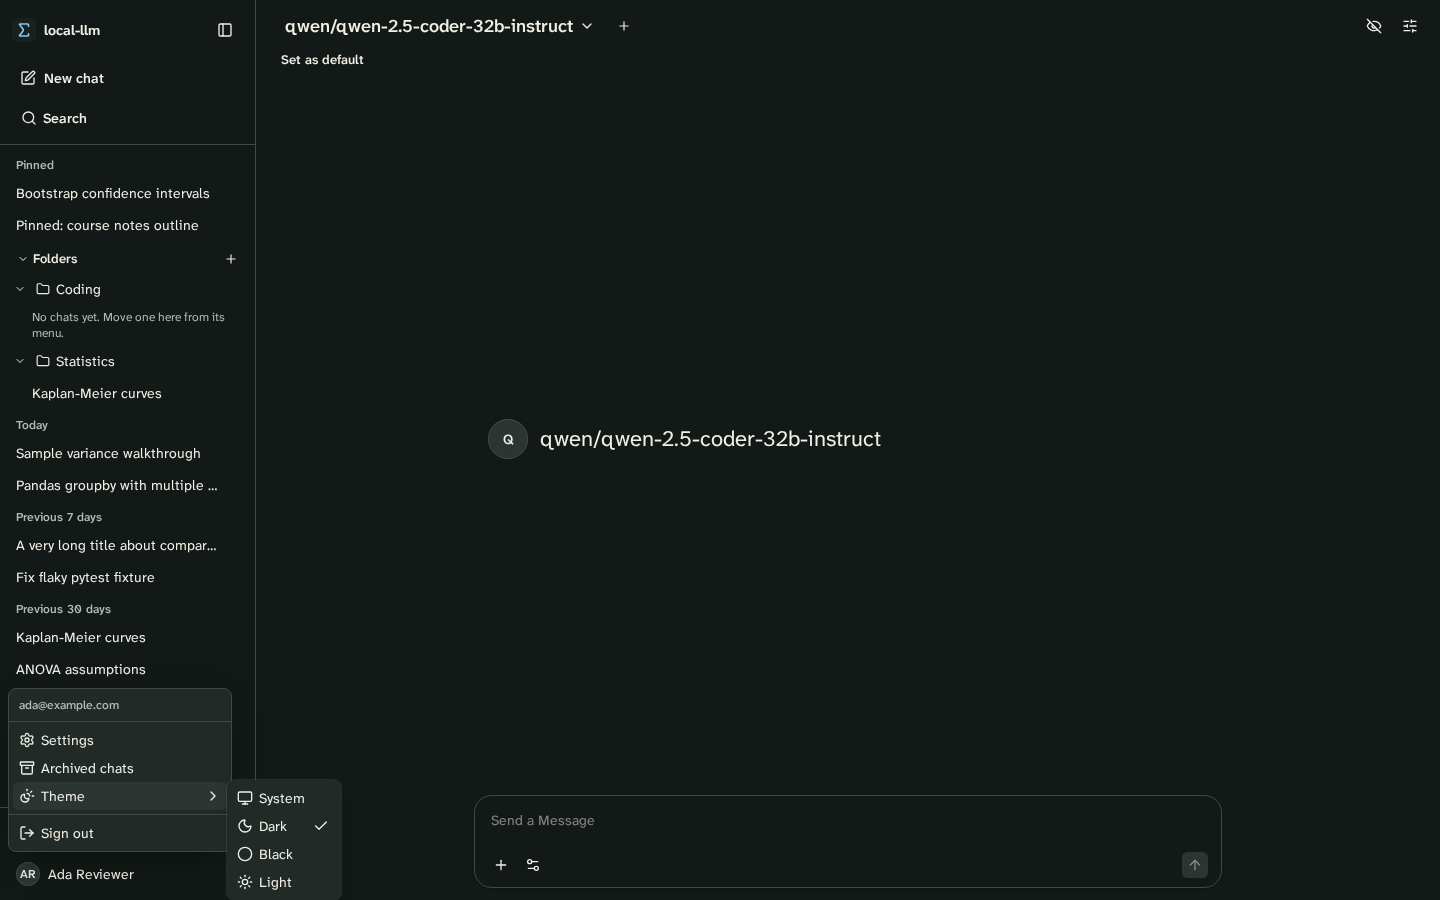 local-llm
New chat
Search
Pinned
Bootstrap confidence intervals
Pinned: course notes outline
Folders
Coding
No chats yet. Move one here from its
menu.
Statistics
Kaplan-Meier curves
Today
Sample variance walkthrough
Pandas groupby with multiple ...
Previous 7 days
A very long title about compar...
Fix flaky pytest fixture
Previous 30 days
Kaplan-Meier curves
ANOVA assumptions
ada@example.com
Settings
Archived chats
Theme
Sign out
System
Dark
Black
Light
AR
Ada Reviewer
qwen/qwen-2.5-coder-32b-instruct
Set as default
Q
qwen/qwen-2.5-coder-32b-instruct
Send a Message